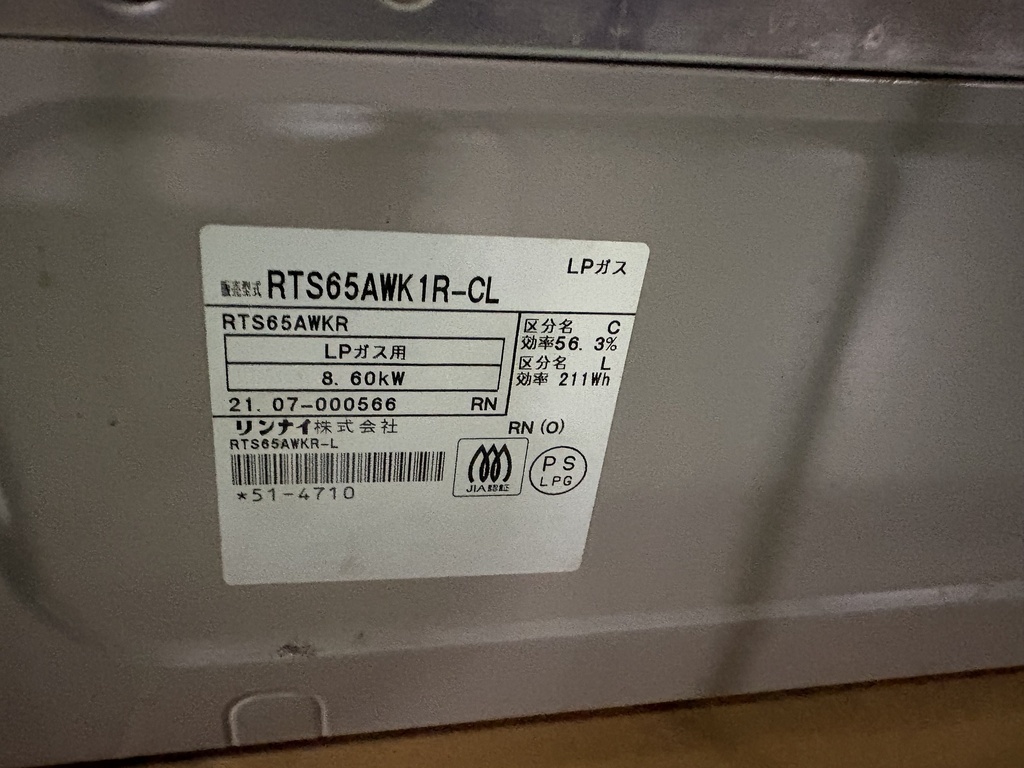 LPガス
販売型式 RTS65AWK1R-CL
RTS65AWKR
LPガス用
8.60kW
21.07-000566 RN
区分名 C
効率56.3%
区分名 L
効率 211Wh
リンナイ株式会社 RN(O)
RTS65AWKR-L
*51-4710
JIA認証
PS
LPG